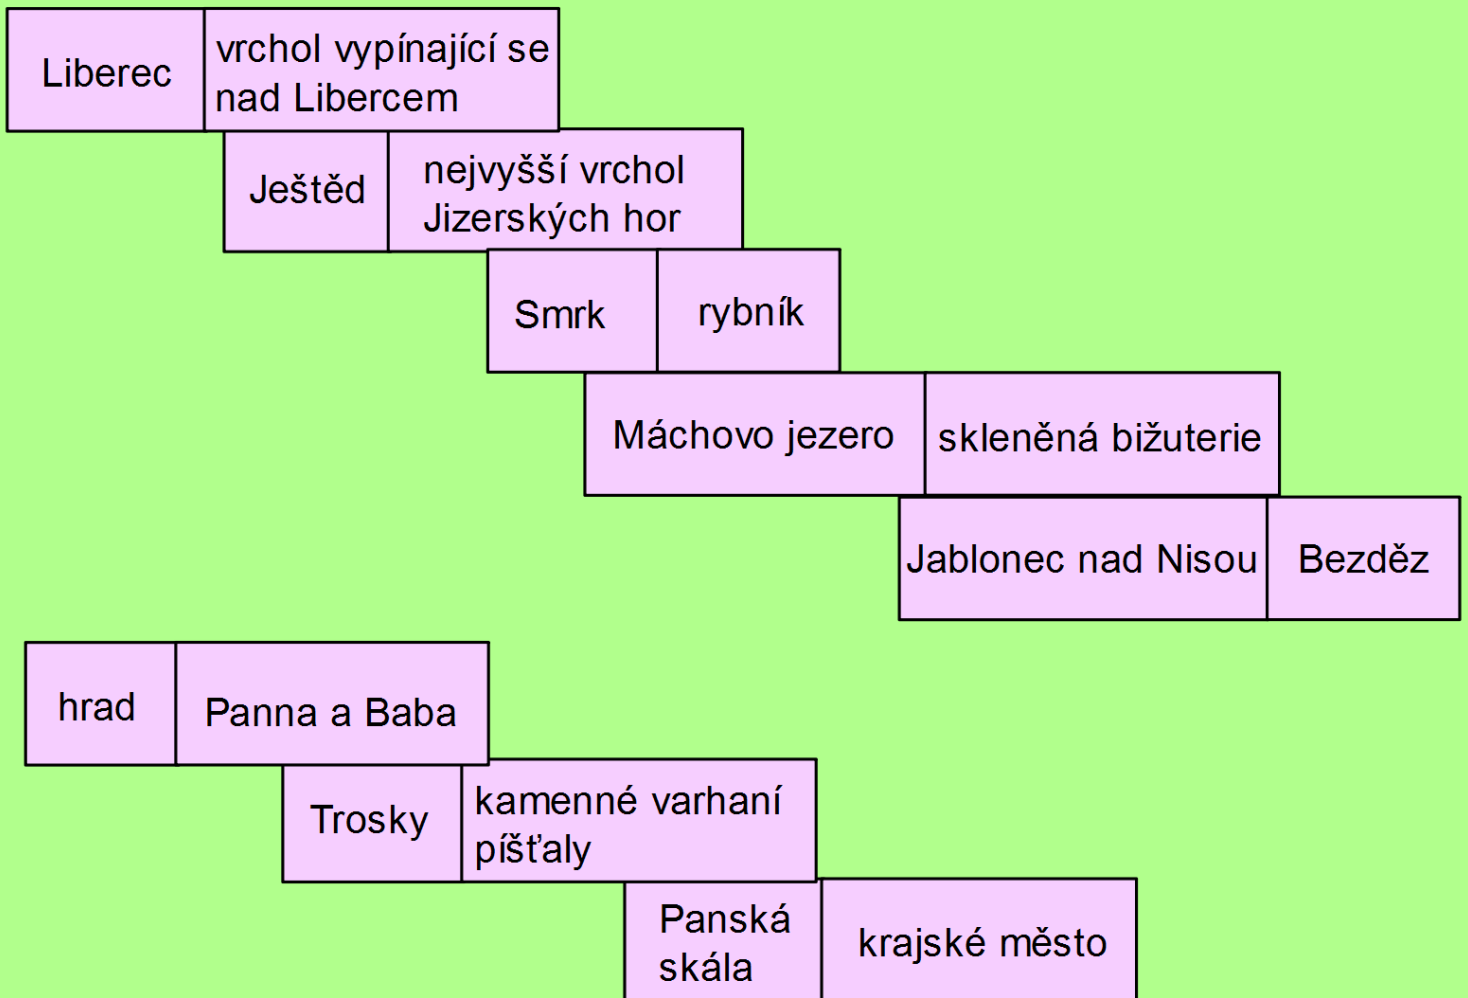 Liberec
vrchol vypínající se
nad Libercem
Ještěd
nejvyšší vrchol
Jizerských hor
Smrk
rybník
Máchovo jezero
skleněná bižuterie
Jablonec nad Nisou
Bezděz
hrad
Panna a Baba
Trosky
kamenné varhaní
píšťaly
Panská
skála
krajské město